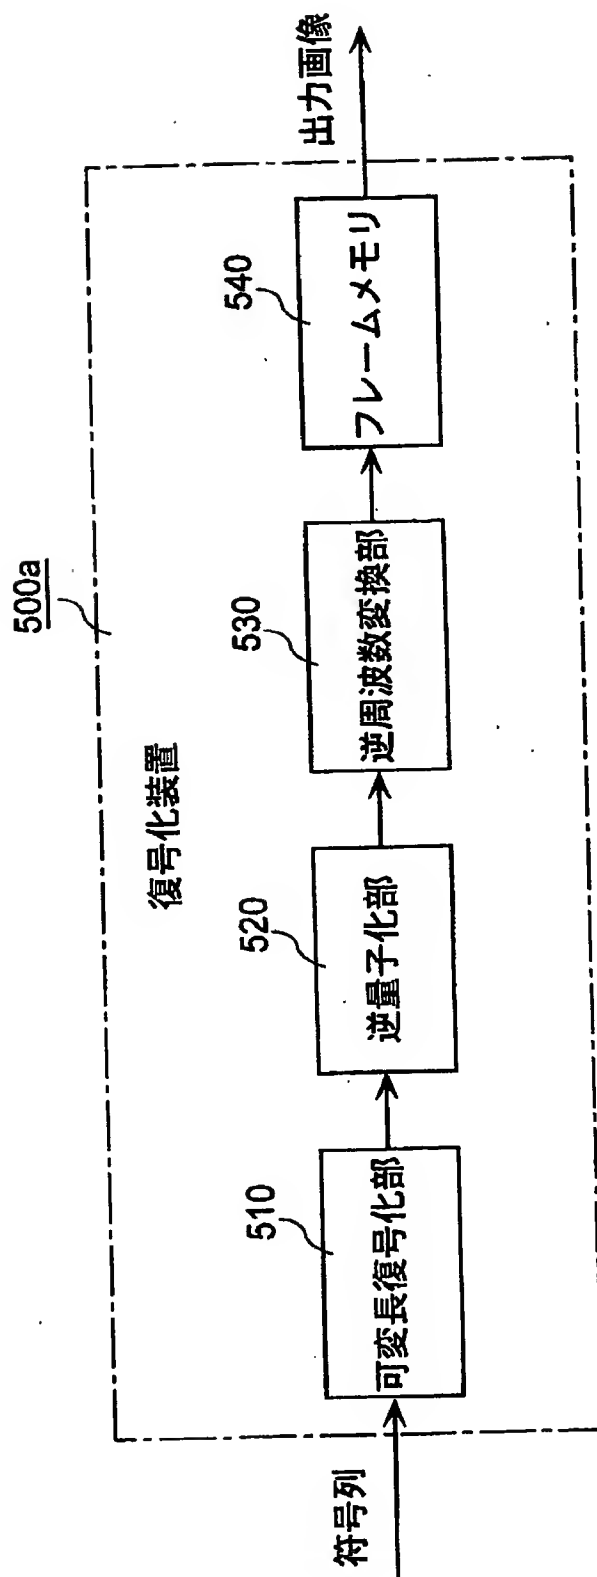 500a
復号化装置
符号列
510
可変長復号化部
520
逆量子化部
530
逆周波数変換部
540
フレームメモリ
出力画像